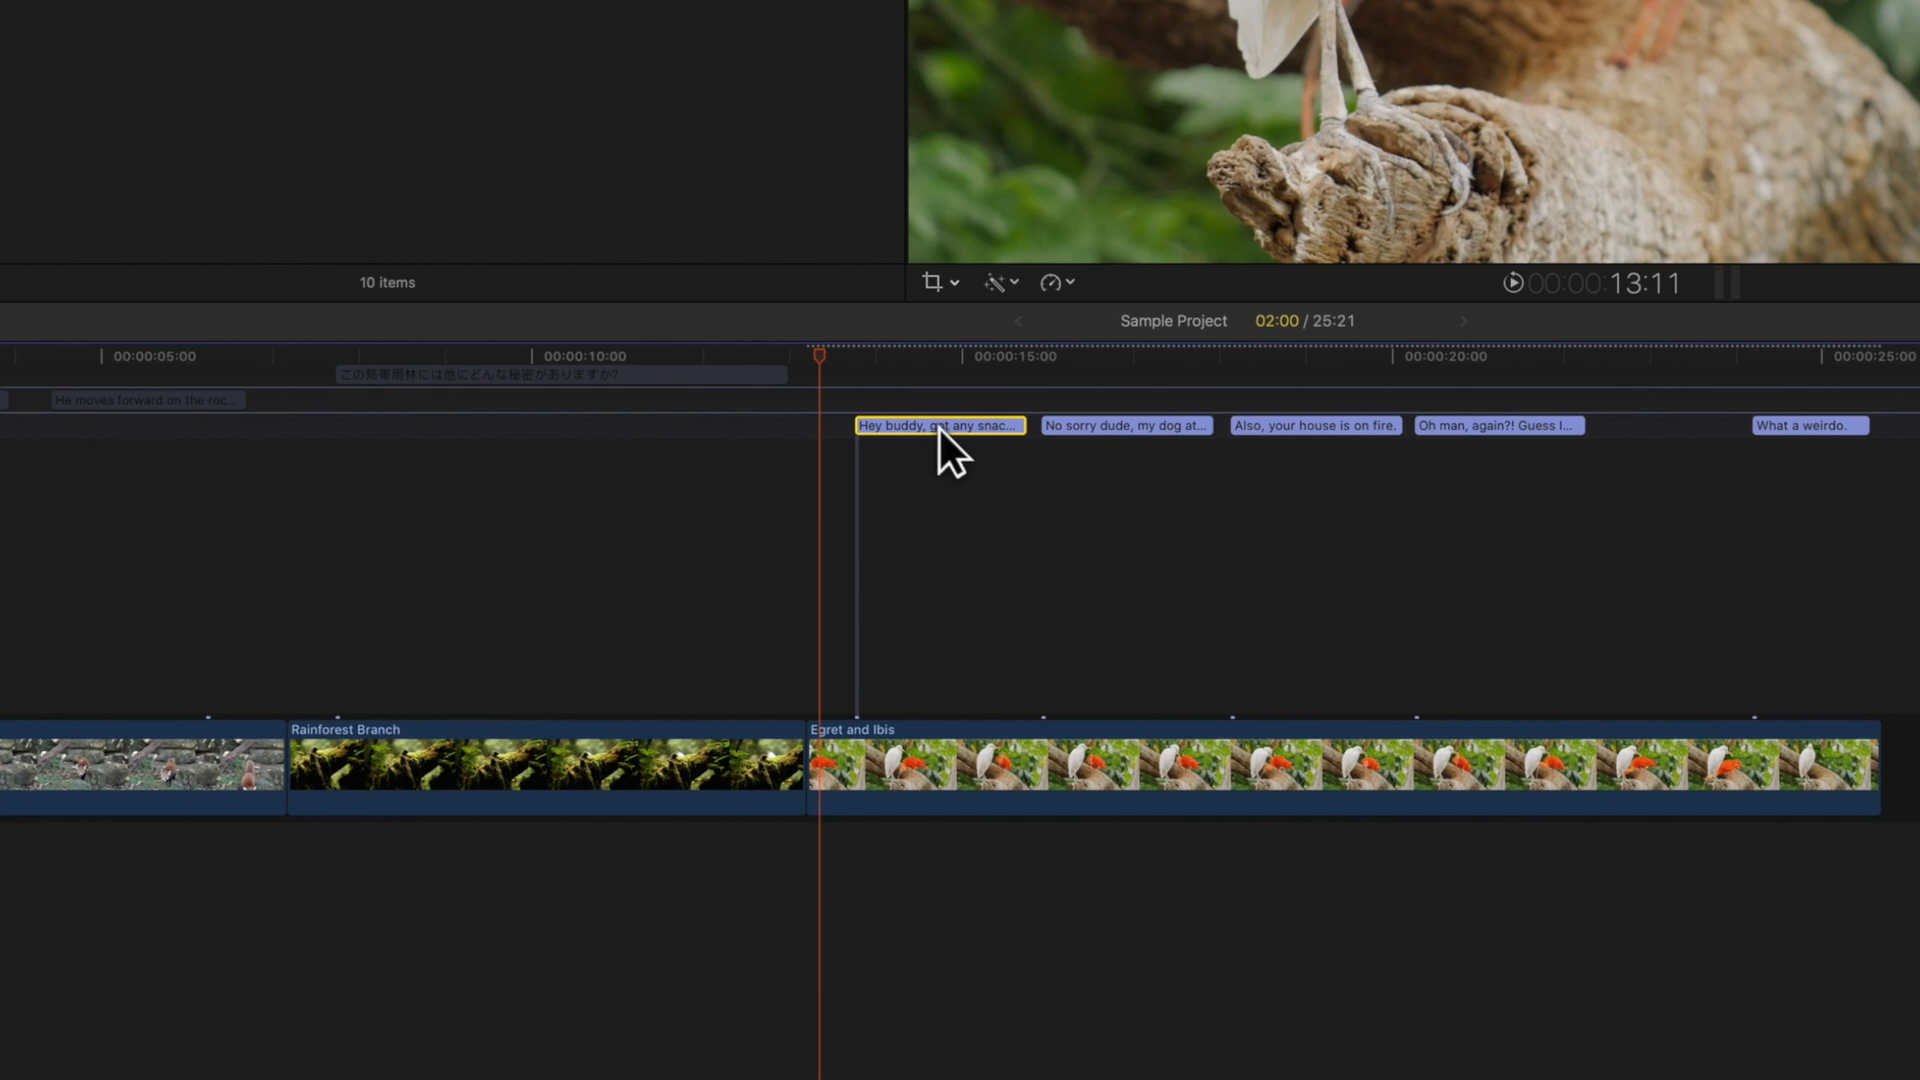 10 items
00:00:13:11
Sample Project 02:00 / 25:21
00:00:05:00 00:00:10:00 00:00:15:00 00:00:20:00 00:00:25:00
この熱帯雨林には他にどんな秘密がありますか?
He moves forward on the roc...
Hey buddy, got any snac... No sorry dude, my dog at... Also, your house is on fire. Oh man, again?! Guess I... What a weirdo.
Rainforest Branch Egret and Ibis